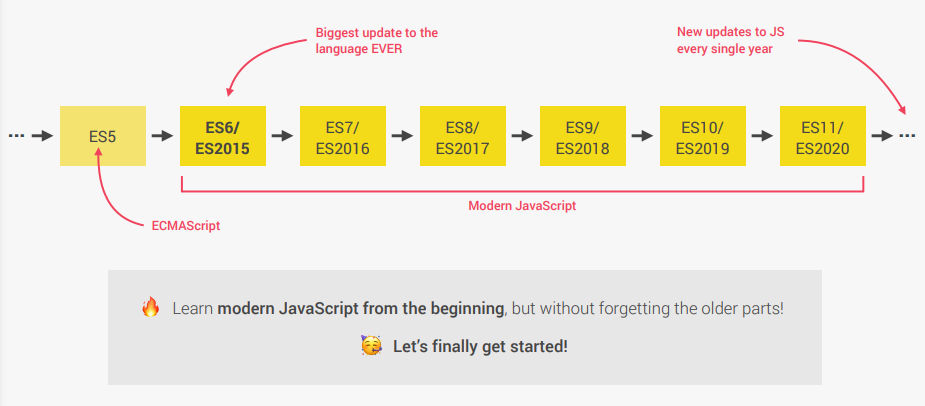 Biggest update to the
language EVER
New updates to JS
every single year
...
ES5
ES6/
ES2015
ES7/
ES2016
ES8/
ES2017
ES9/
ES2018
ES10/
ES2019
ES11/
ES2020
...
Modern JavaScript
ECMAScript
🔥 Learn modern JavaScript from the beginning, but without forgetting the older parts!
🥳 Let’s finally get started!